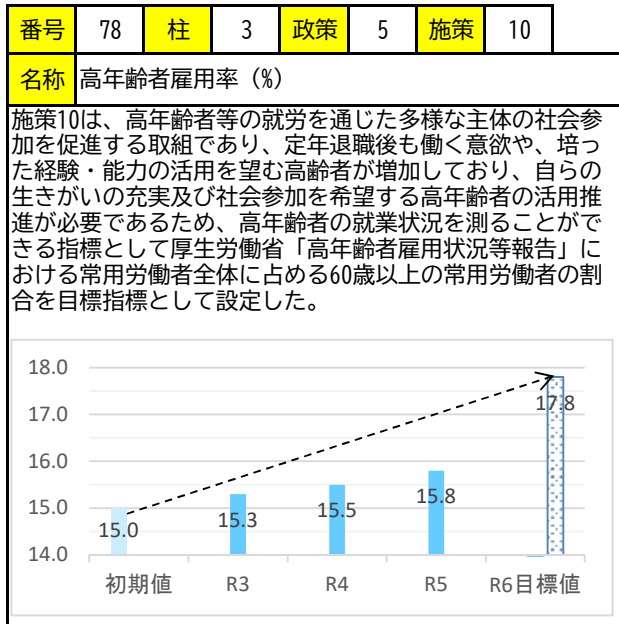 番号 78 柱 3 政策 5 施策 10
名称 高年齢者雇用率（%）
施策10は、高年齢者等の就労を通じた多様な主体の社会参
加を促進する取組であり、定年退職後も働く意欲や、培っ
た経験・能力の活用を望む高齢者が増加しており、自らの
生きがいの充実及び社会参加を希望する高年齢者の活用推
進が必要であるため、高年齢者の就業状況を測ることがで
きる指標として厚生労働省「高年齢者雇用状況等報告」に
おける常用労働者全体に占める60歳以上の常用労働者の割
合を目標指標として設定した。
18.0
17.0
16.0
15.0
14.0
15.0
15.3
15.5
15.8
17.8
初期値 R3 R4 R5 R6目標値